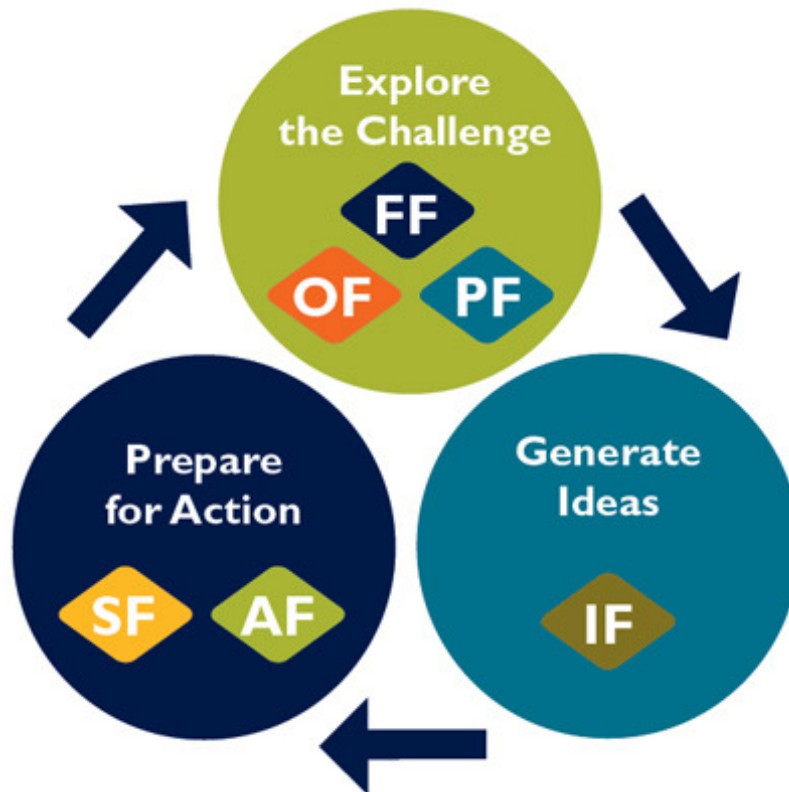 Explore
the Challenge
FF
OF PF
Generate
Ideas
IF
Prepare
for Action
SF AF